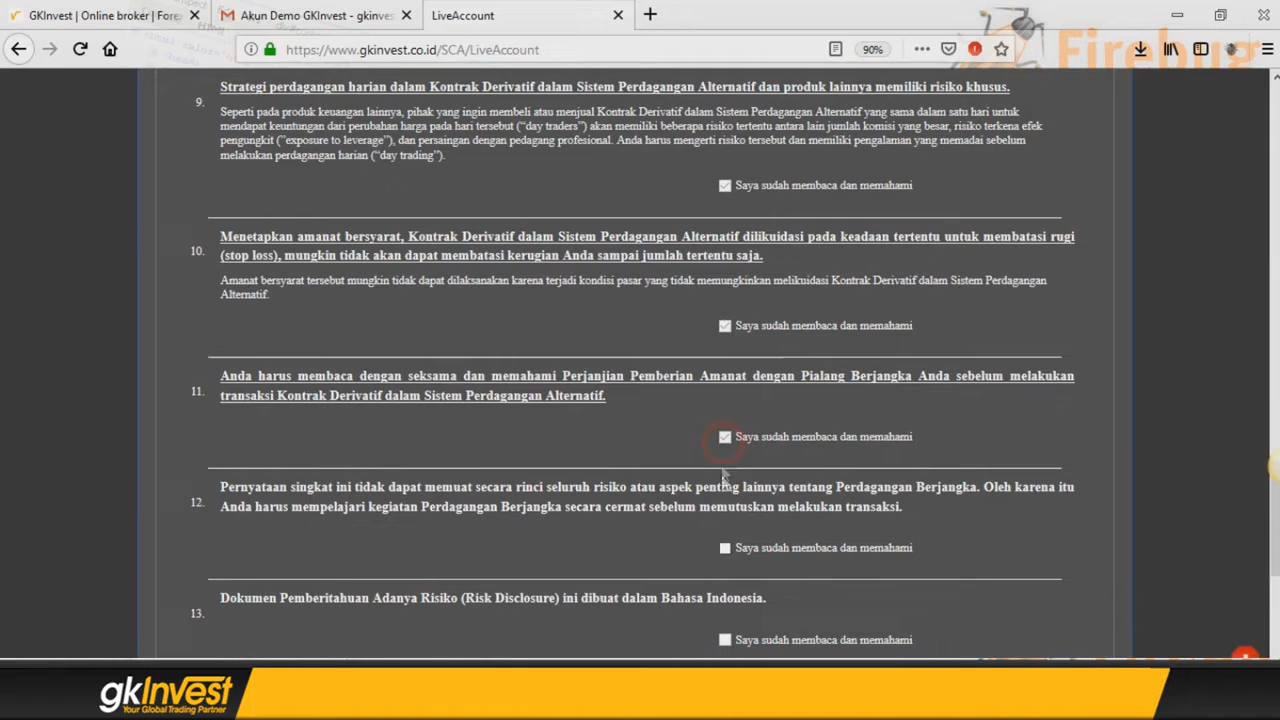 GKInvest | Online broker | Fore
Akun Demo GKInvest - gkinves
LiveAccount
https://www.gkinvest.co.id/SCA/LiveAccount
90%
Firebug
9.
Strategi perdagangan harian dalam Kontrak Derivatif dalam Sistem Perdagangan Alternatif dan produk lainnya memiliki risiko khusus.
Seperti pada produk keuangan lainnya, pihak yang ingin membeli atau menjual Kontrak Derivatif dalam Sistem Perdagangan Alternatif yang sama dalam satu hari untuk
mendapat keuntungan dari perubahan harga pada hari tersebut (“day traders”) akan memiliki beberapa risiko tertentu antara lain jumlah komisi yang besar, risiko terkena efek
pengungkit (“exposure to leverage”), dan persaingan dengan pedagang profesional. Anda harus mengerti risiko tersebut dan memiliki pengalaman yang memadai sebelum
melakukan perdagangan harian (“day trading”).
Saya sudah membaca dan memahami
10.
Menetapkan amanat bersyarat, Kontrak Derivatif dalam Sistem Perdagangan Alternatif dilikuidasi pada keadaan tertentu untuk membatasi rugi
(stop loss), mungkin tidak akan dapat membatasi kerugian Anda sampai jumlah tertentu saja.
Amanat bersyarat tersebut mungkin tidak dapat dilaksanakan karena terjadi kondisi pasar yang tidak memungkinkan melikuidasi Kontrak Derivatif dalam Sistem Perdagangan
Alternatif.
Saya sudah membaca dan memahami
11.
Anda harus membaca dengan seksama dan memahami Perjanjian Pemberian Amanat dengan Pialang Berjangka Anda sebelum melakukan
transaksi Kontrak Derivatif dalam Sistem Perdagangan Alternatif.
Saya sudah membaca dan memahami
12.
Pernyataan singkat ini tidak dapat memuat secara rinci seluruh risiko atau aspek penting lainnya tentang Perdagangan Berjangka. Oleh karena itu
Anda harus mempelajari kegiatan Perdagangan Berjangka secara cermat sebelum memutuskan melakukan transaksi.
Saya sudah membaca dan memahami
13.
Dokumen Pemberitahuan Adanya Risiko (Risk Disclosure) ini dibuat dalam Bahasa Indonesia.
Saya sudah membaca dan memahami
gkInvest
Your Global Trading Partner